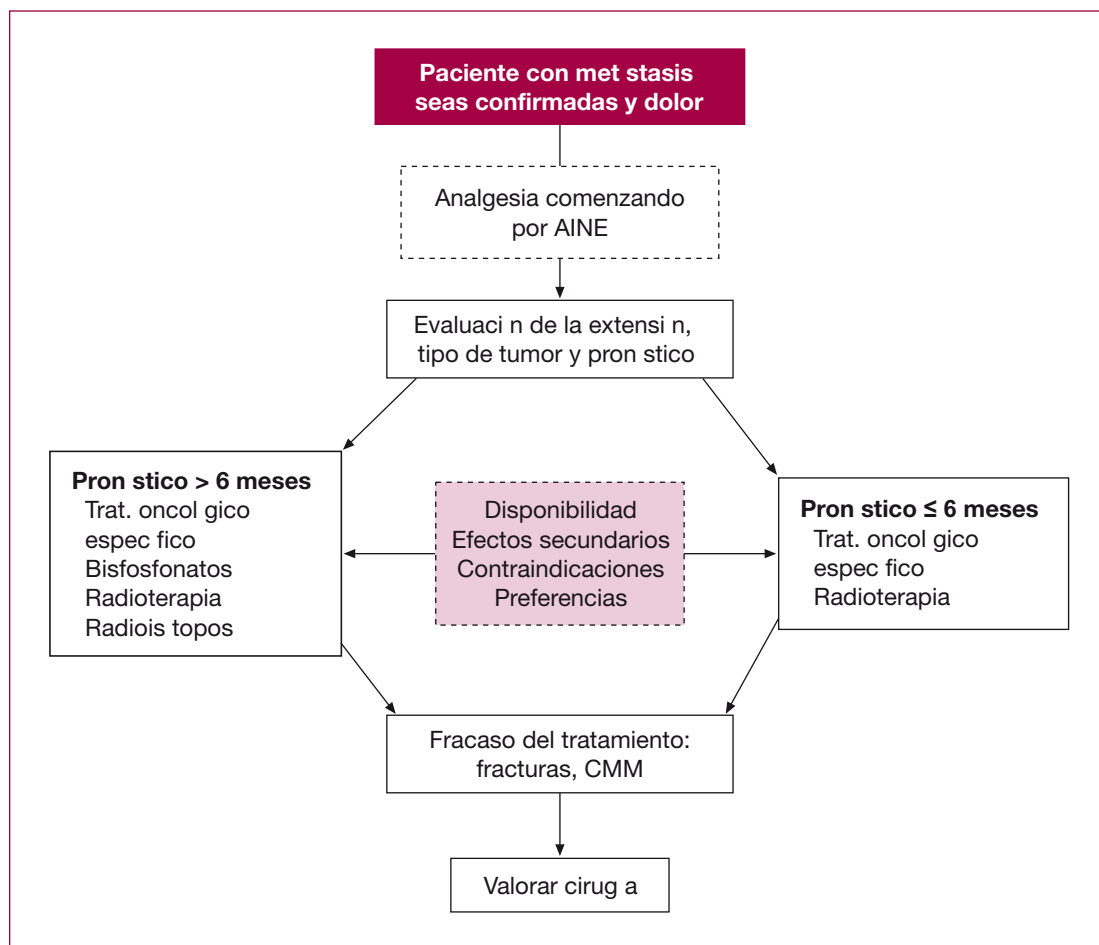 Paciente con met stasis
seas confirmadas y dolor
Analgesia comenzando
por AINE
Evaluaci n de la extensi n,
tipo de tumor y pron stico
Pron stico > 6 meses
Trat. oncol gico
espec fico
Bisfosfonatos
Radioterapia
Radiois topos
Disponibilidad
Efectos secundarios
Contraindicaciones
Preferencias
Pron stico ≤ 6 meses
Trat. oncol gico
espec fico
Radioterapia
Fracaso del tratamiento:
fracturas, CMM
Valorar cirug a